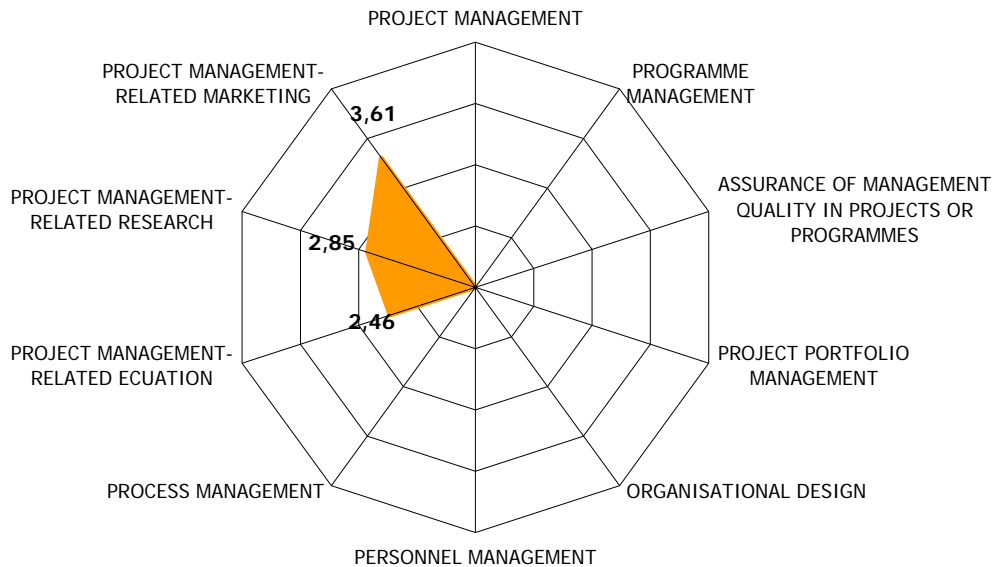 PROJECT MANAGEMENT
PROJECT MANAGEMENT-
RELATED MARKETING
PROGRAMME
MANAGEMENT
3,61
ASSURANCE OF MANAGEMENT
QUALITY IN PROJECTS OR
PROGRAMMES
PROJECT MANAGEMENT-
RELATED RESEARCH
2,85
2,46
PROJECT MANAGEMENT-
RELATED ECUATION
PROJECT PORTFOLIO
MANAGEMENT
PROCESS MANAGEMENT
ORGANISATIONAL DESIGN
PERSONNEL MANAGEMENT